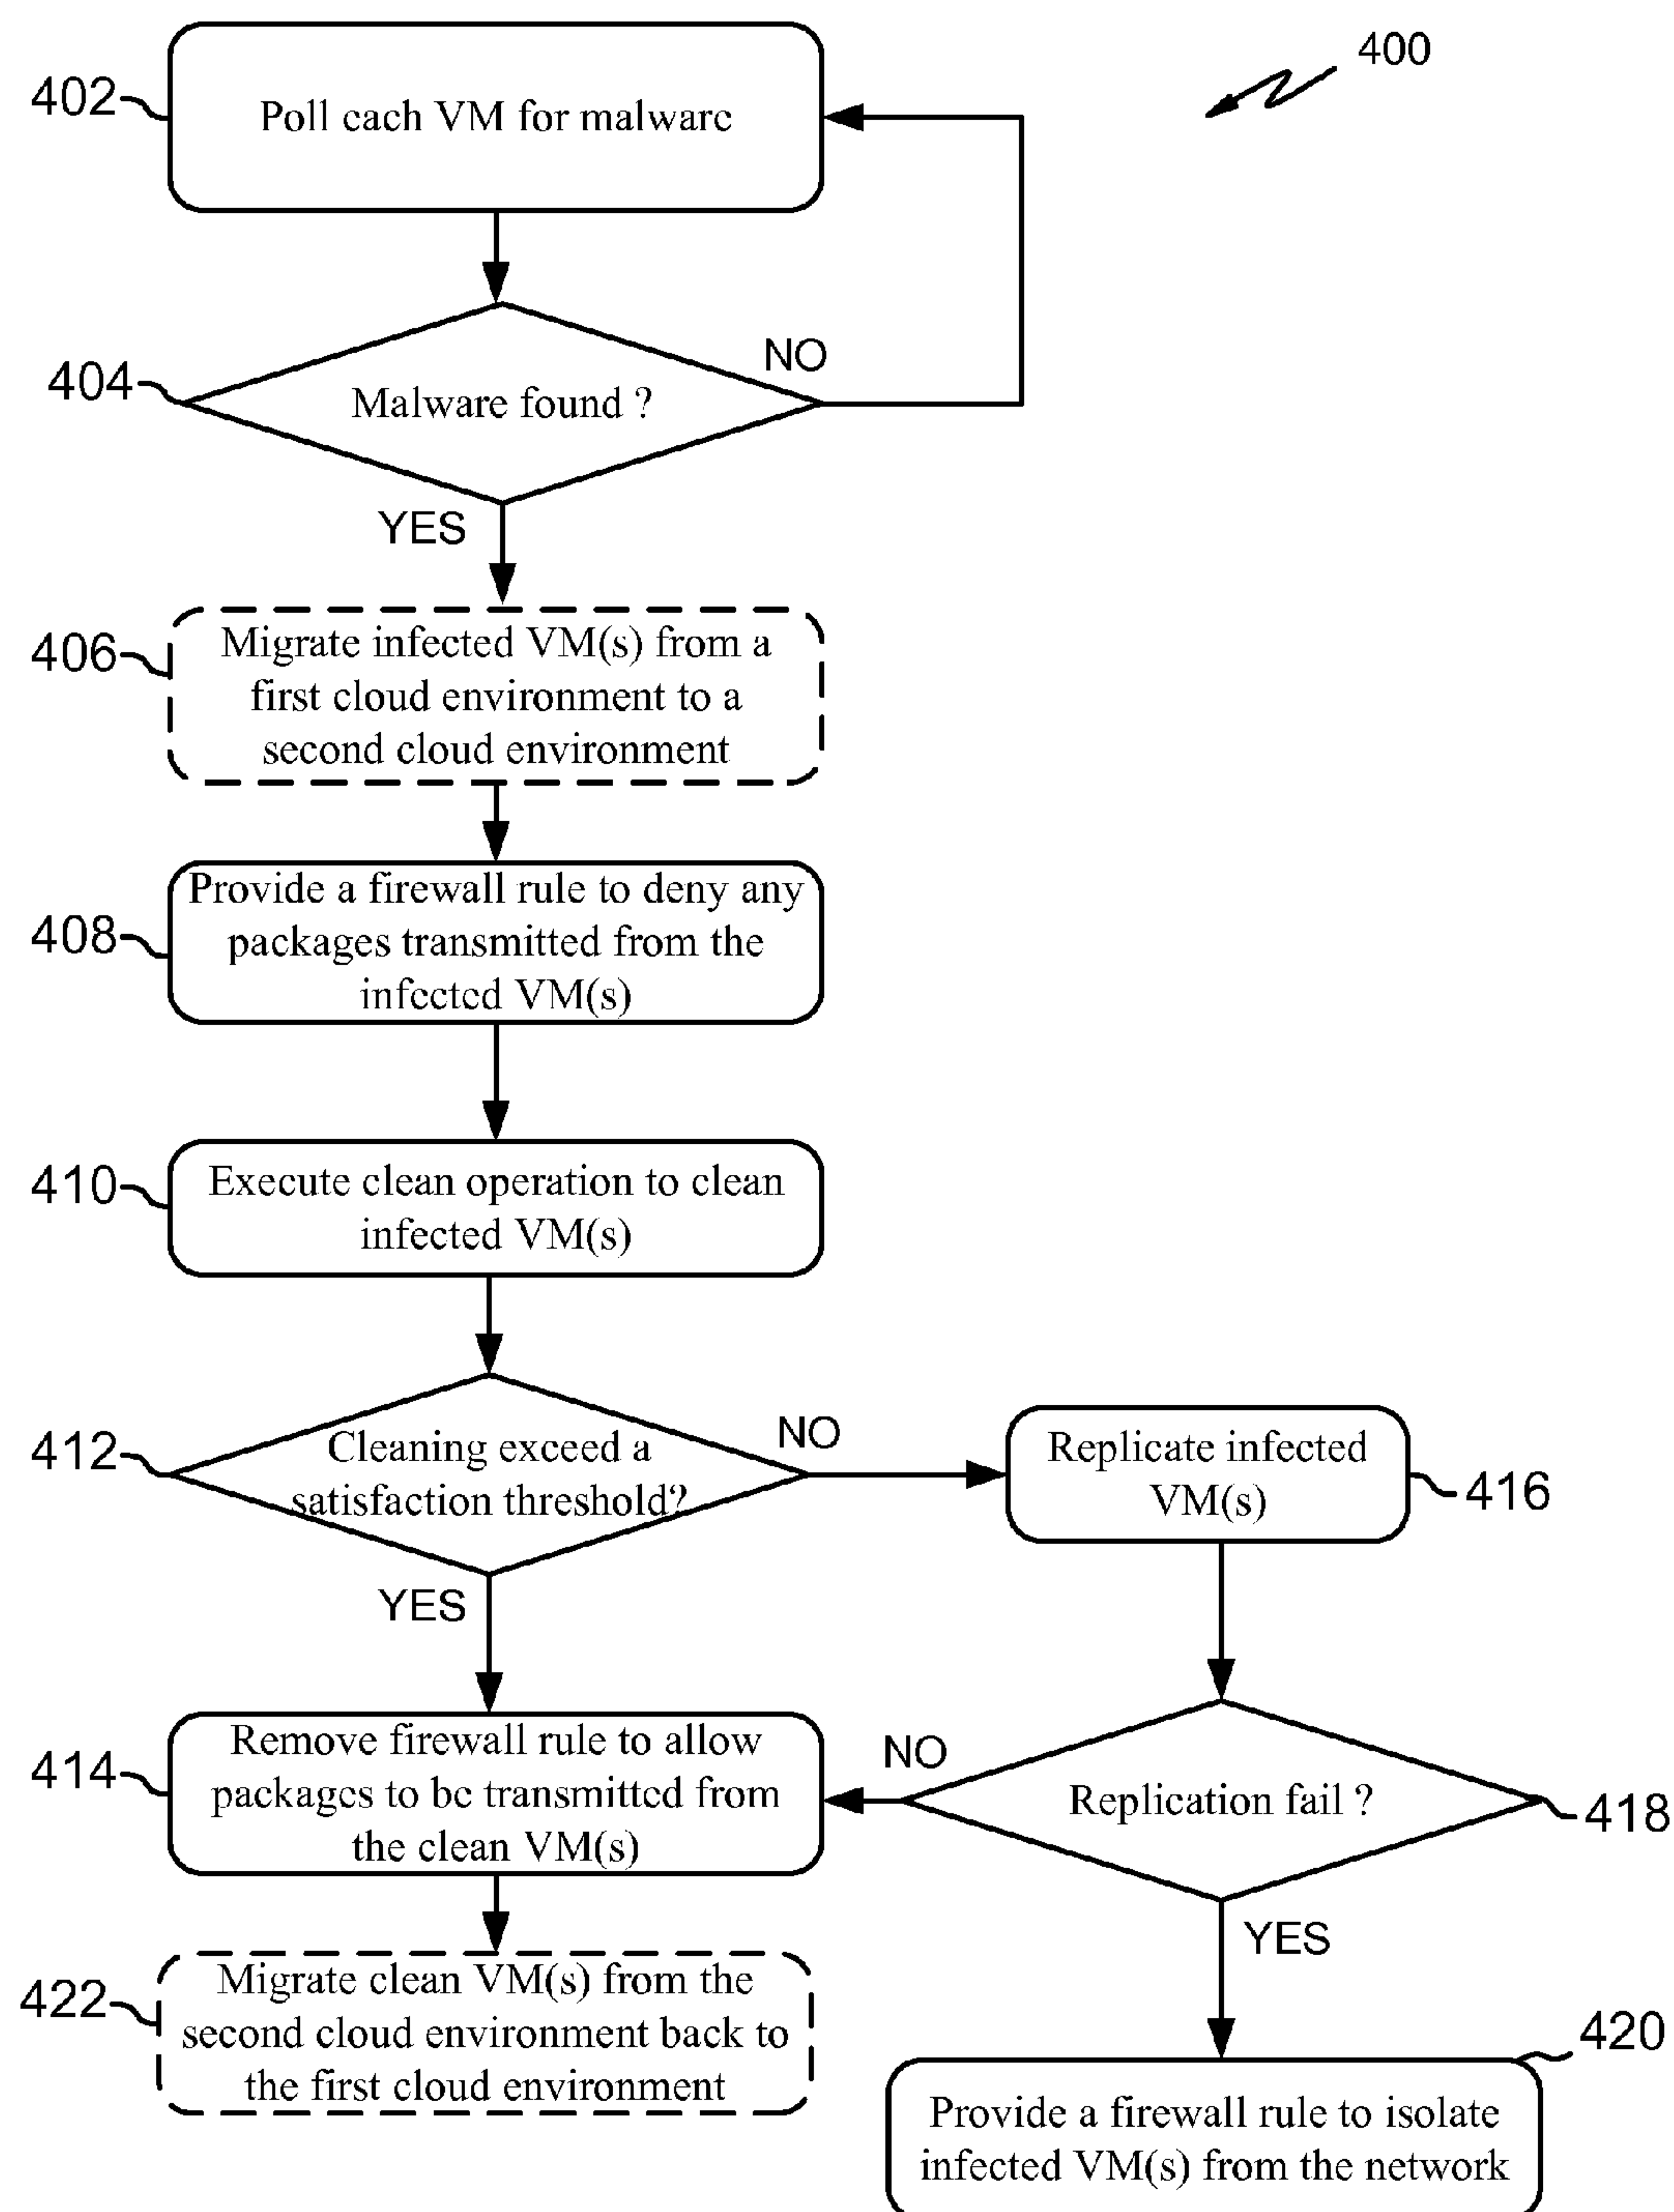 400
402
Poll each VM for malware
404
Malware found ?
NO
YES
406
Migrate infected VM(s) from a
first cloud environment to a
second cloud environment
408
Provide a firewall rule to deny any
packages transmitted from the
infected VM(s)
410
Execute clean operation to clean
infected VM(s)
412
Cleaning exceed a
satisfaction threshold?
NO
YES
Replicate infected
VM(s)
416
414
Remove firewall rule to allow
packages to be transmitted from
the clean VM(s)
NO
Replication fail ?
418
YES
422
Migrate clean VM(s) from the
second cloud environment back to
the first cloud environment
420
Provide a firewall rule to isolate
infected VM(s) from the network